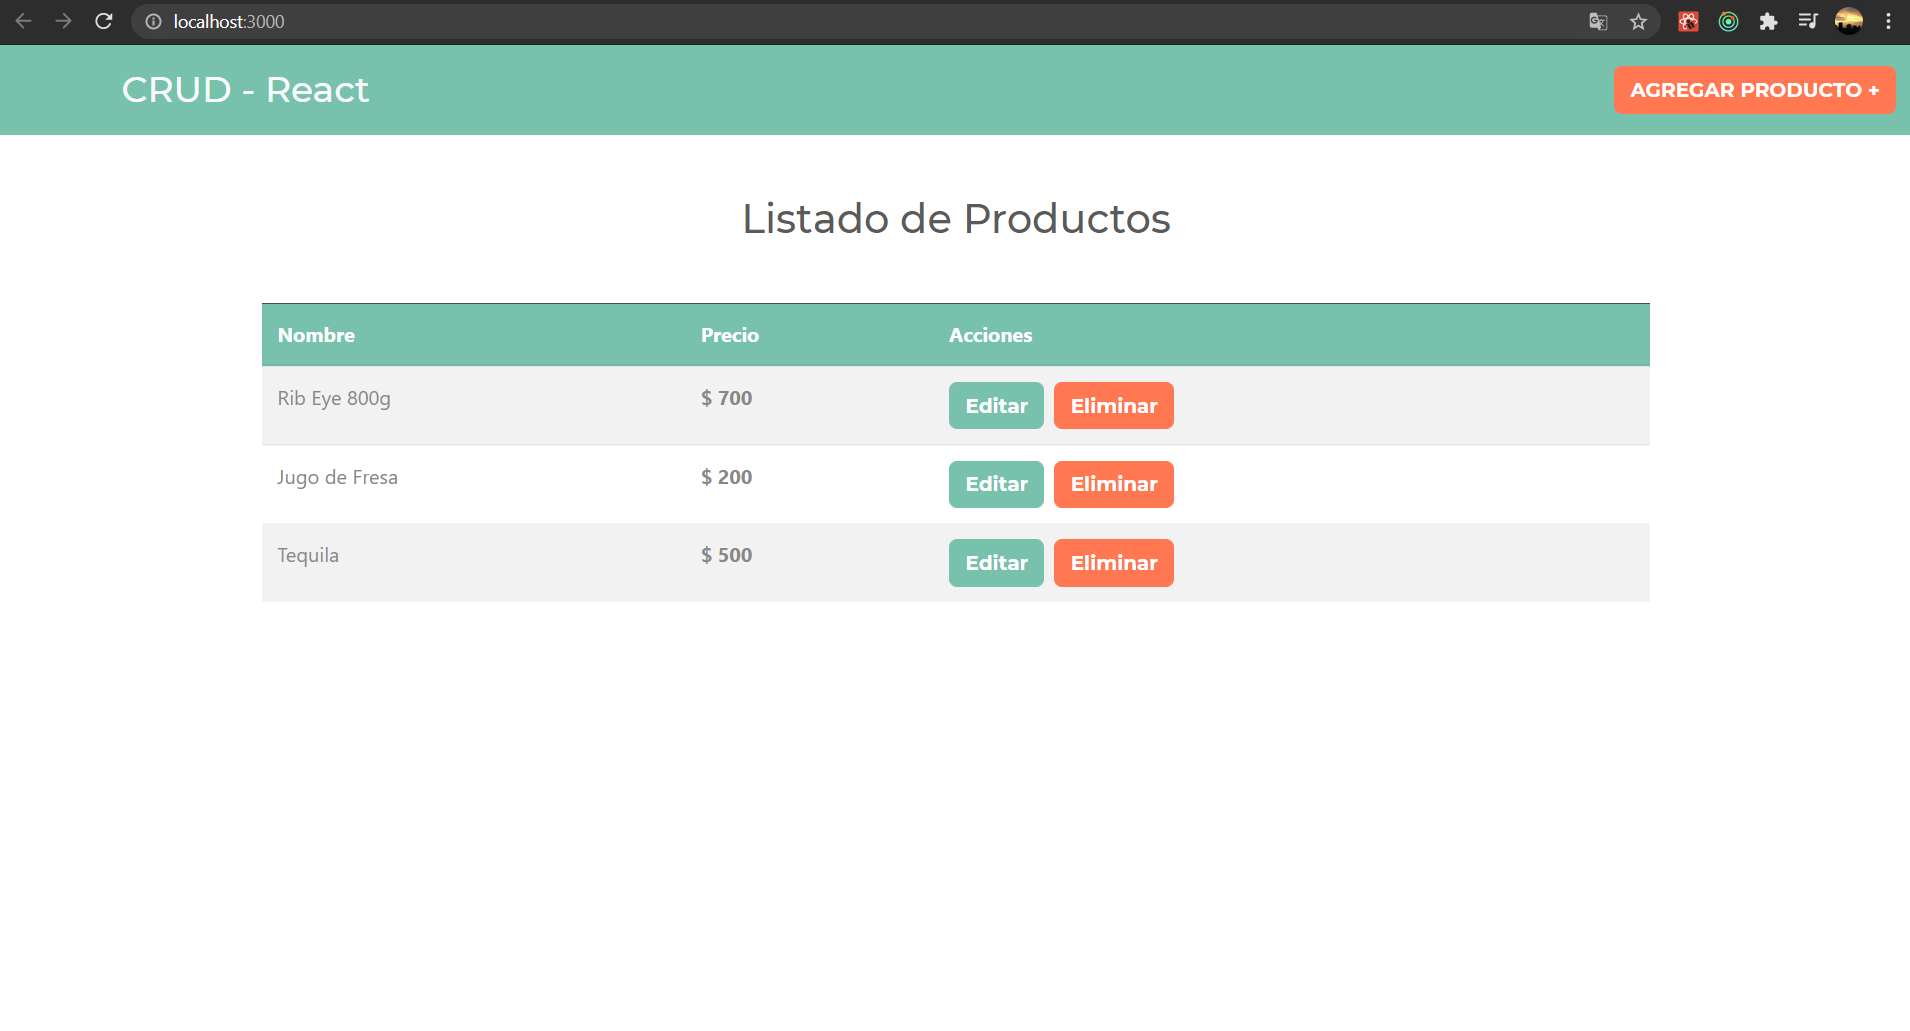 localhost:3000
CRUD - React
AGREGAR PRODUCTO +
Listado de Productos
Nombre Precio Acciones
Rib Eye 800g $ 700 Editar Eliminar
Jugo de Fresa $ 200 Editar Eliminar
Tequila $ 500 Editar Eliminar